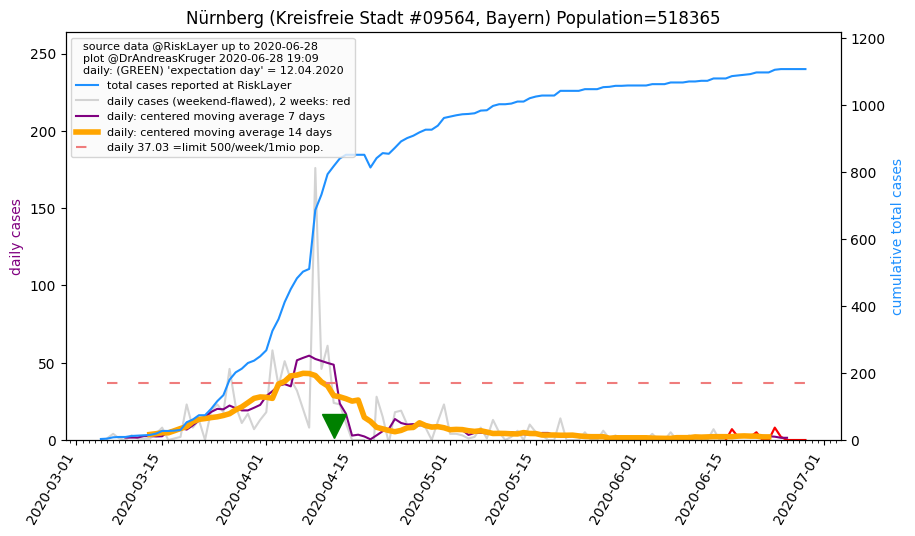 Nürnberg (Kreisfreie Stadt #09564, Bayern) Population=518365
source data @RiskLayer up to 2020-06-28
plot @DrAndreasKruger 2020-06-28 19:09
daily: (GREEN) 'expectation day' = 12.04.2020
total cases reported at RiskLayer
daily cases (weekend-flawed), 2 weeks: red
daily: centered moving average 7 days
daily: centered moving average 14 days
daily 37.03 =limit 500/week/1mio pop.
daily cases
250
200
150
100
50
0
cumulative total cases
1200
1000
800
600
400
200
0
2020-03-01
2020-03-15
2020-04-01
2020-04-15
2020-05-01
2020-05-15
2020-06-01
2020-06-15
2020-07-01